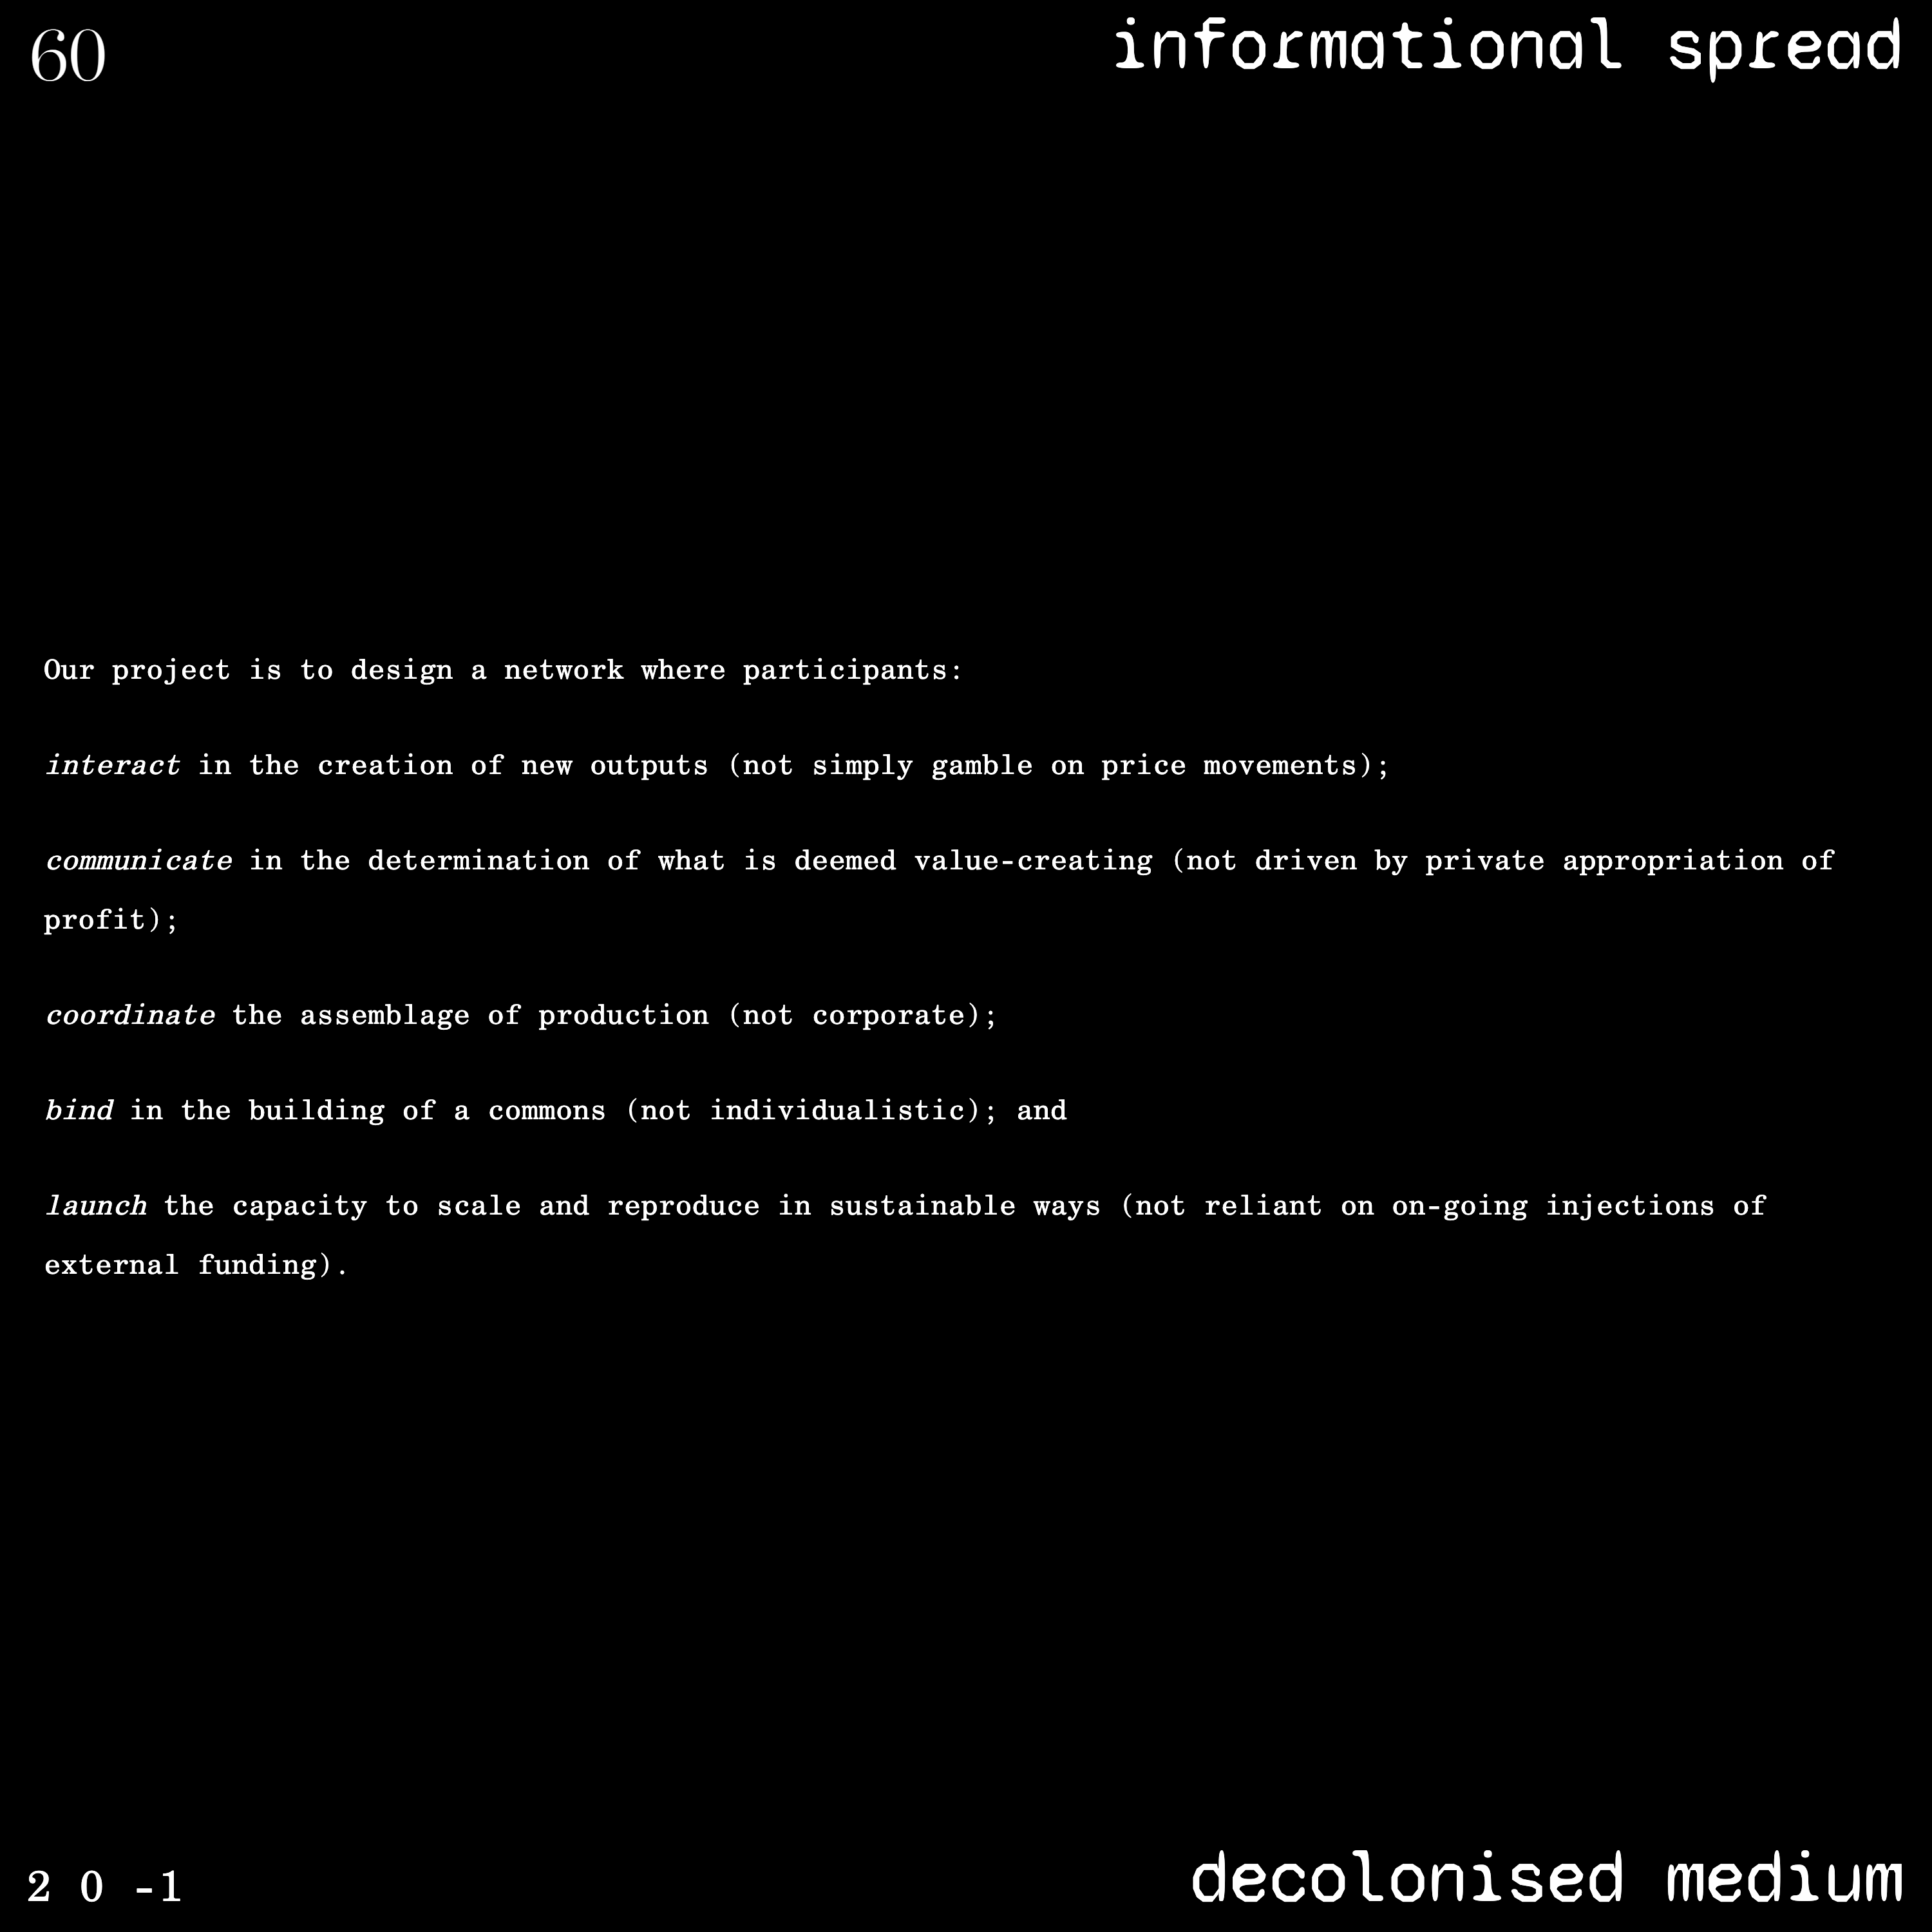 60
informational spread
Our project is to design a network where participants:
interact in the creation of new outputs (not simply gamble on price movements);
communicate in the determination of what is deemed value-creating (not driven by private appropriation of
profit);
coordinate the assemblage of production (not corporate);
bind in the building of a commons (not individualistic); and
launch the capacity to scale and reproduce in sustainable ways (not reliant on on-going injections of
external funding).
2 0 -1
decolonised medium